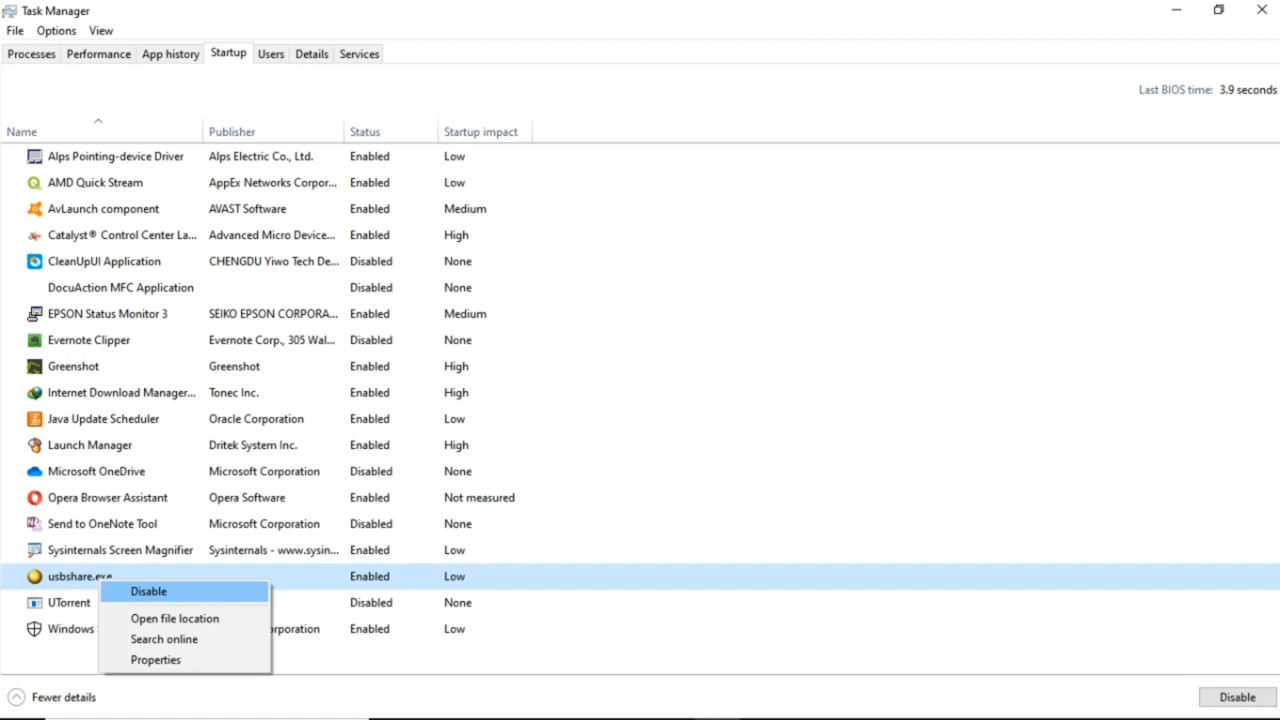 Task Manager
File Options View
Processes Performance App history Startup Users Details Services
Last BIOS time: 3.9 seconds
Name Publisher Status Startup impact
Alps Pointing-device Driver Alps Electric Co., Ltd. Enabled Low
AMD Quick Stream AppEx Networks Corpor... Enabled Low
AvLaunch component AVAST Software Enabled Medium
Catalyst® Control Center La... Advanced Micro Device... Enabled High
CleanUpUI Application CHENGDU Yiwo Tech De... Disabled None
DocuAction MFC Application Disabled None
EPSON Status Monitor 3 SEIKO EPSON CORPORA... Enabled Medium
Evernote Clipper Evernote Corp., 305 Wal... Disabled None
Greenshot Greenshot Enabled High
Internet Download Manager... Tonec Inc. Enabled High
Java Update Scheduler Oracle Corporation Enabled Low
Launch Manager Dritek System Inc. Enabled High
Microsoft OneDrive Microsoft Corporation Disabled None
Opera Browser Assistant Opera Software Enabled Not measured
Send to OneNote Tool Microsoft Corporation Disabled None
Sysinternals Screen Magnifier Sysinternals - www.sysin... Enabled Low
usbshare.exe Enabled Low
Disable
UTorrent Disabled None
Open file location
Windows rporation Enabled Low
Search online
Properties
Fewer details Disable